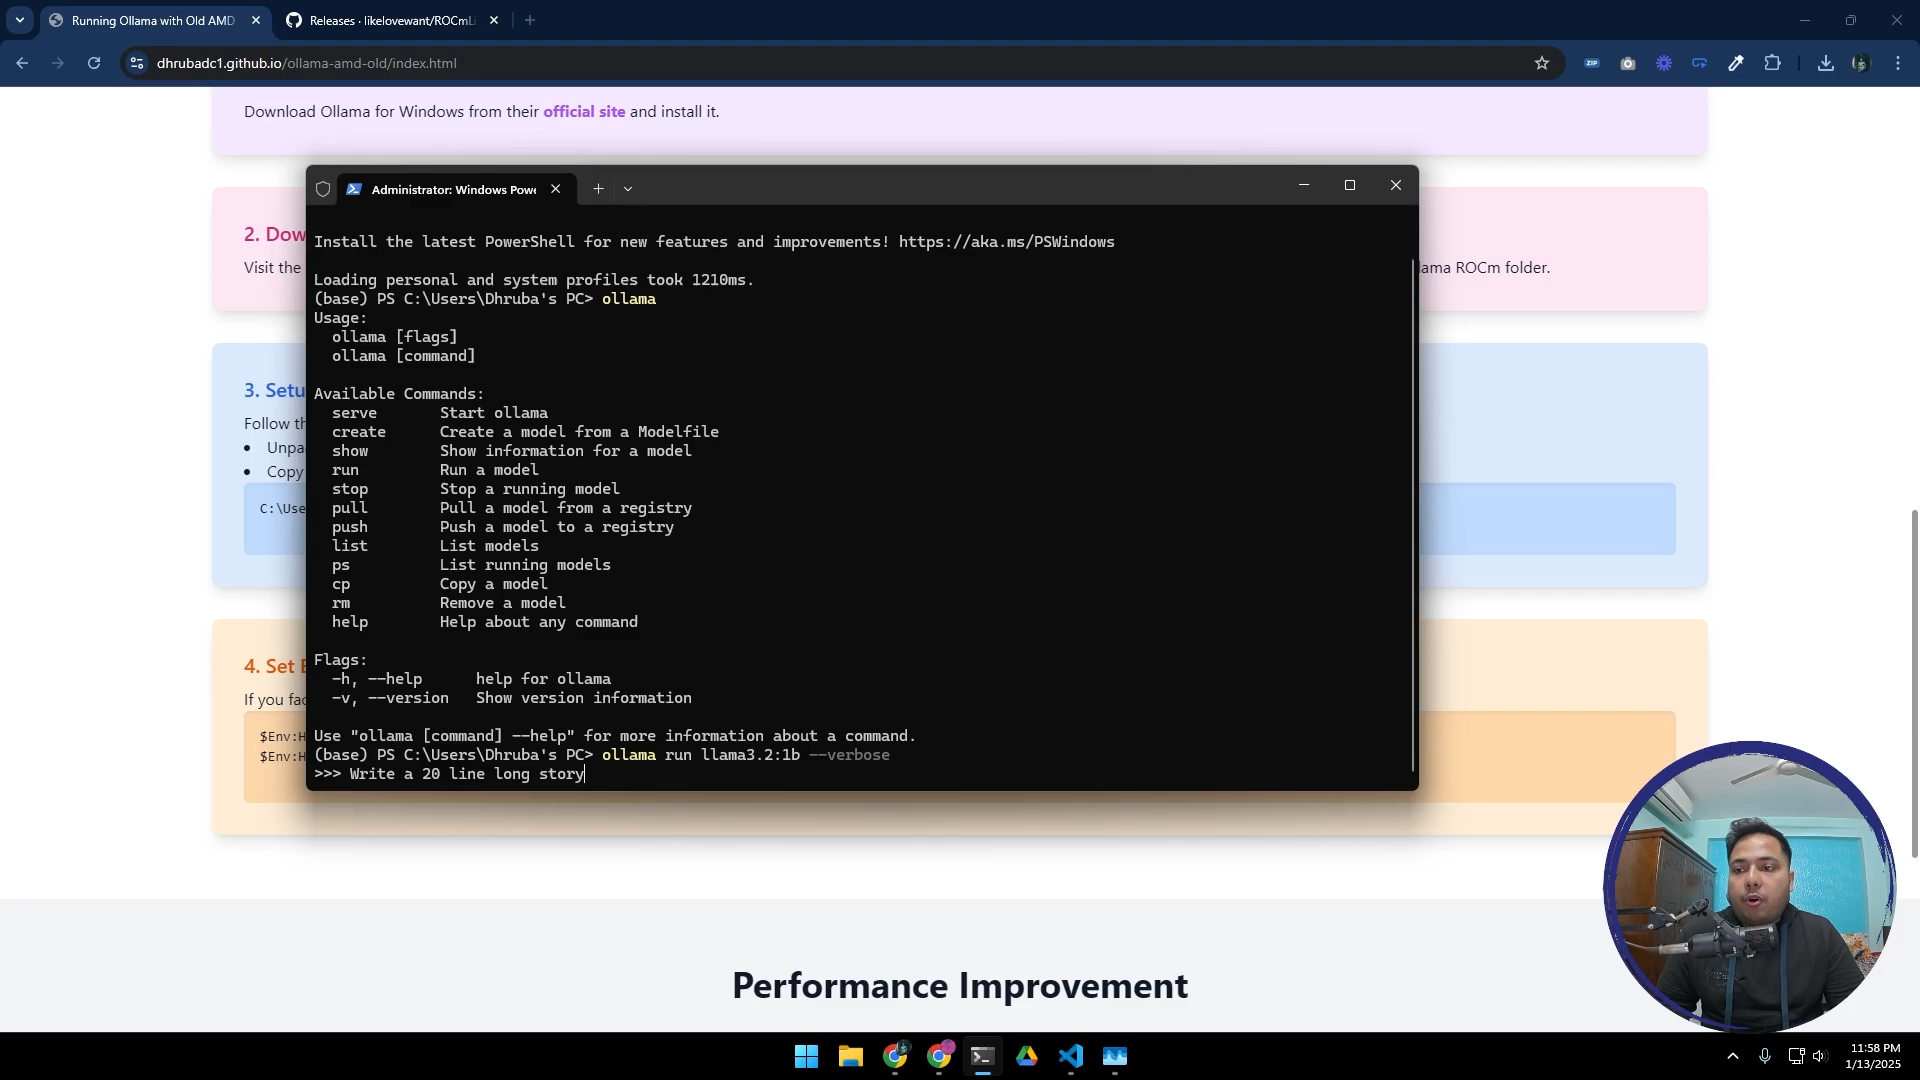 Running Ollama with Old AMD
Releases · likelovewant/ROCmLi
dhrubadc1.github.io/ollama-amd-old/index.html
ZIP
Download Ollama for Windows from their official site and install it.
Administrator: Windows Powe
2. Dow
Visit the
lama ROCm folder.
3. Setu
Follow th
Unpa
Copy
C:\Use
4. Set E
If you fac
$Env:H
$Env:H
Install the latest PowerShell for new features and improvements! https://aka.ms/PSWindows
Loading personal and system profiles took 1210ms.
(base) PS C:\Users\Dhruba's PC> ollama
Usage:
ollama [flags]
ollama [command]
Available Commands:
serve Start ollama
create Create a model from a Modelfile
show Show information for a model
run Run a model
stop Stop a running model
pull Pull a model from a registry
push Push a model to a registry
list List models
ps List running models
cp Copy a model
rm Remove a model
help Help about any command
Flags:
-h, --help help for ollama
-v, --version Show version information
Use "ollama [command] --help" for more information about a command.
(base) PS C:\Users\Dhruba's PC> ollama run llama3.2:1b --verbose
>>> Write a 20 line long story
Performance Improvement
11:58 PM
1/13/2025